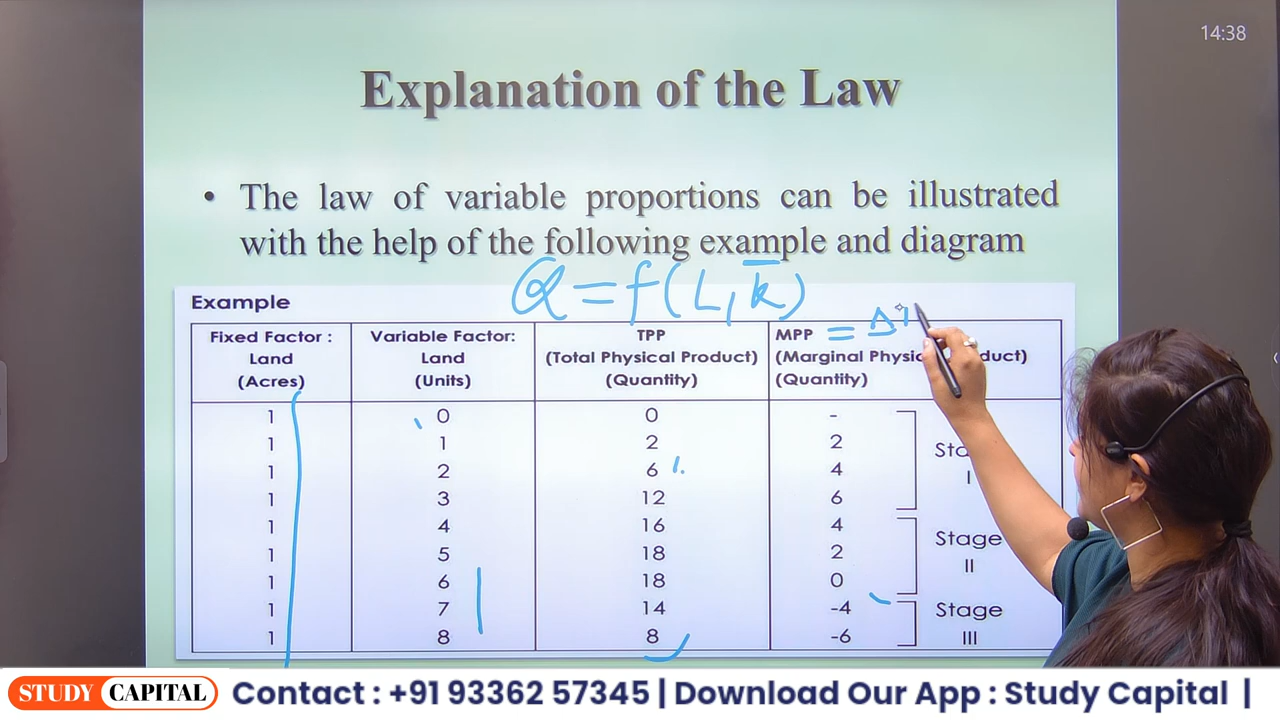 14:38
Explanation of the Law
• The law of variable proportions can be illustrated
with the help of the following example and diagram
Q = f(L, k̅)
Example
Fixed Factor : Land (Acres) | Variable Factor: Land (Units) | TPP (Total Physical Product) (Quantity) | MPP = (Marginal (Quantity)
1 0 0 -
1 1 2 2
1 2 6 4
1 3 12 6
Stage I
1 4 16 4
1 5 18 2
1 6 18 0
Stage II
1 7 14 -4
1 8 8 -6
Stage III
STUDY CAPITAL Contact : +91 93362 57345 | Download Our App : Study Capital |